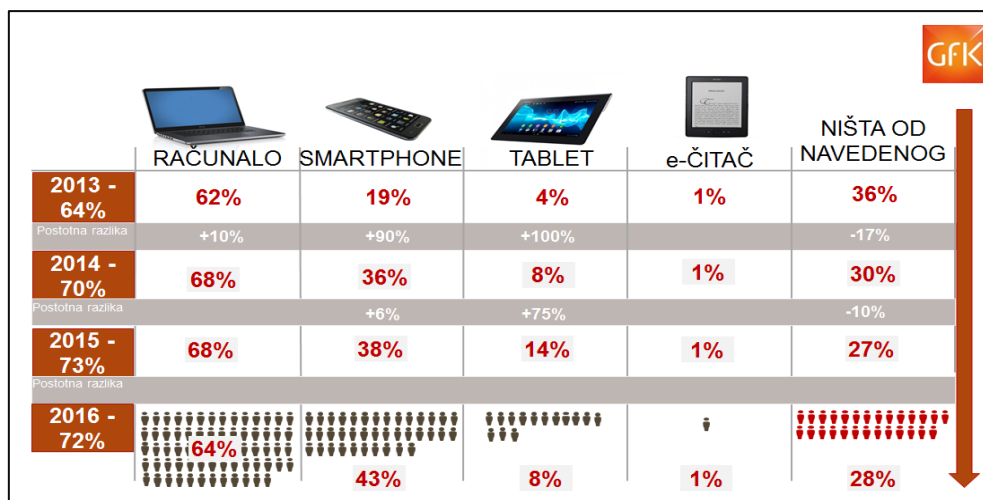 GfK
RAČUNALO SMARTPHONE TABLET e-ČITAČ NIŠTA OD NAVEDENOG
2013 - 64% 62% 19% 4% 1% 36%
Postotna razlika +10% +90% +100% -17%
2014 - 70% 68% 36% 8% 1% 30%
Postotna razlika +6% +75% -10%
2015 - 73% 68% 38% 14% 1% 27%
Postotna razlika
2016 - 72% 64% 43% 8% 1% 28%